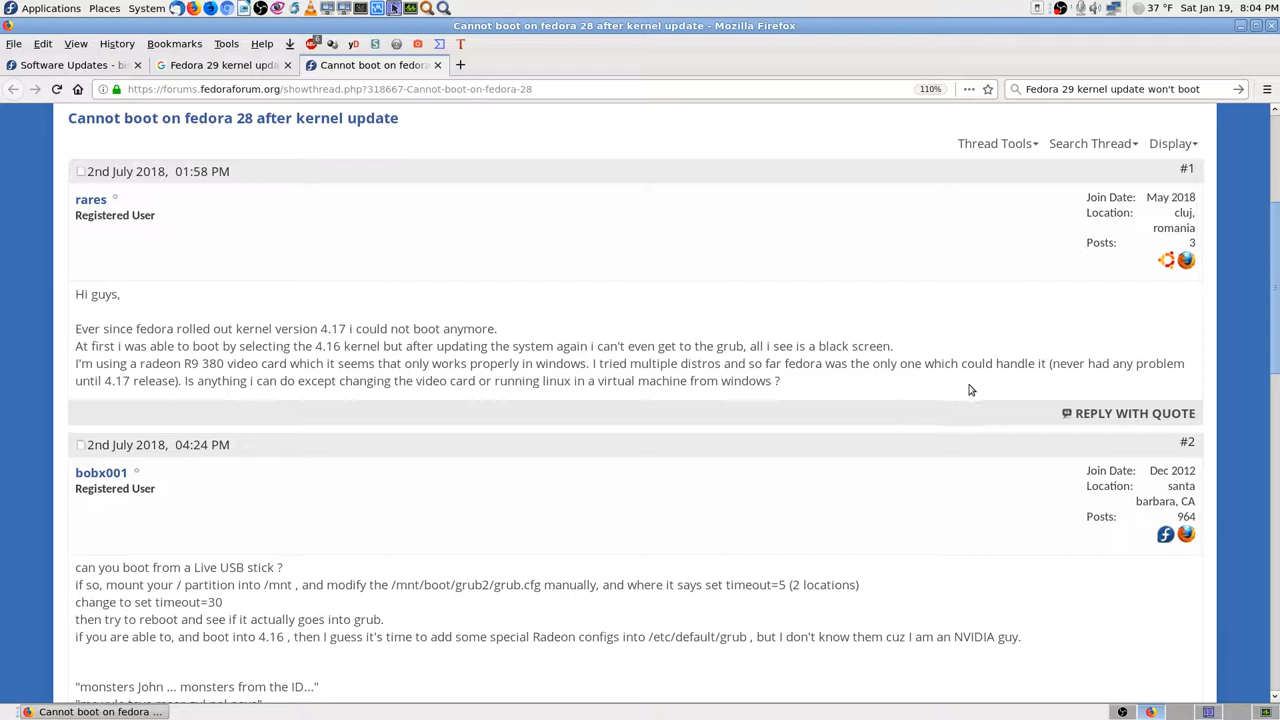 Applications Places System 37 °F Sat Jan 19, 8:04 PM
Cannot boot on fedora 28 after kernel update - Mozilla Firefox
File Edit View History Bookmarks Tools Help
Software Updates - bi
Fedora 29 kernel upda
Cannot boot on fedora
https://forums.fedoraforum.org/showthread.php?318667-Cannot-boot-on-fedora-28 110% Fedora 29 kernel update won't boot
Cannot boot on fedora 28 after kernel update
Thread Tools Search Thread Display
2nd July 2018, 01:58 PM #1
rares
Registered User
Join Date: May 2018
Location: cluj,
romania
Posts: 3
Hi guys,
Ever since fedora rolled out kernel version 4.17 i could not boot anymore.
At first i was able to boot by selecting the 4.16 kernel but after updating the system again i can't even get to the grub, all i see is a black screen.
I'm using a radeon R9 380 video card which it seems that only works properly in windows. I tried multiple distros and so far fedora was the only one which could handle it (never had any problem
until 4.17 release). Is anything i can do except changing the video card or running linux in a virtual machine from windows ?
REPLY WITH QUOTE
2nd July 2018, 04:24 PM #2
bobx001
Registered User
Join Date: Dec 2012
Location: santa
barbara, CA
Posts: 964
can you boot from a Live USB stick ?
if so, mount your / partition into /mnt , and modify the /mnt/boot/grub2/grub.cfg manually, and where it says set timeout=5 (2 locations)
change to set timeout=30
then try to reboot and see if it actually goes into grub.
if you are able to, and boot into 4.16 , then I guess it's time to add some special Radeon configs into /etc/default/grub , but I don't know them cuz I am an NVIDIA guy.
"monsters John ... monsters from the ID..."
Cannot boot on fedora ...